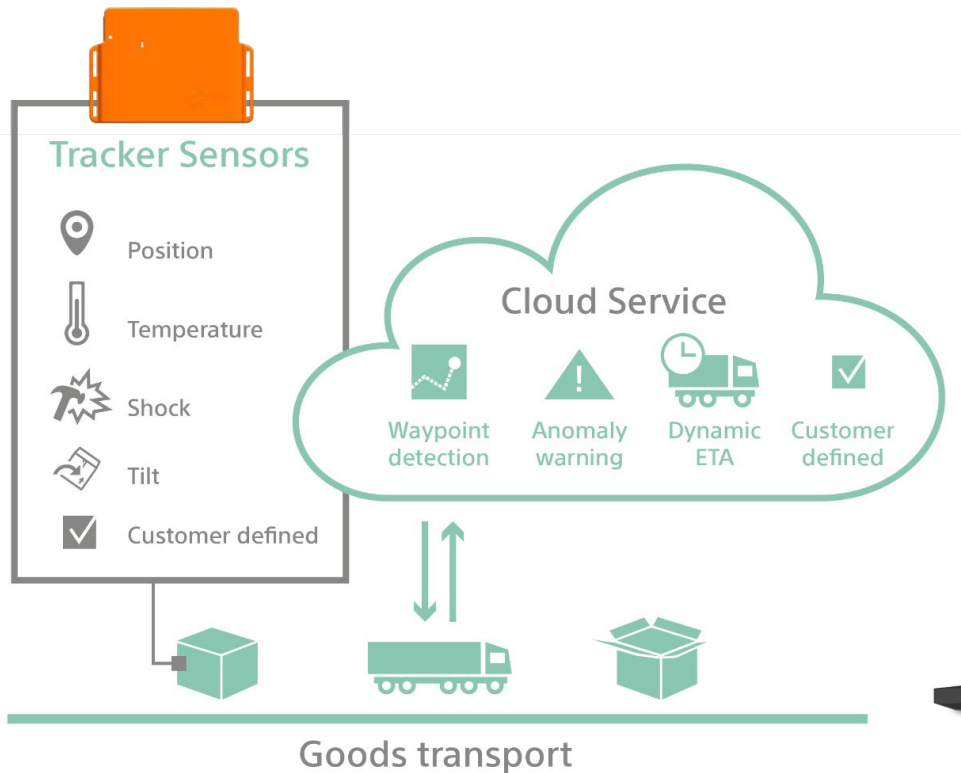 Tracker Sensors
Position
Temperature
Shock
Tilt
Customer defined
Cloud Service
Waypoint
detection
Anomaly
warning
Dynamic
ETA
Customer
defined
Goods transport